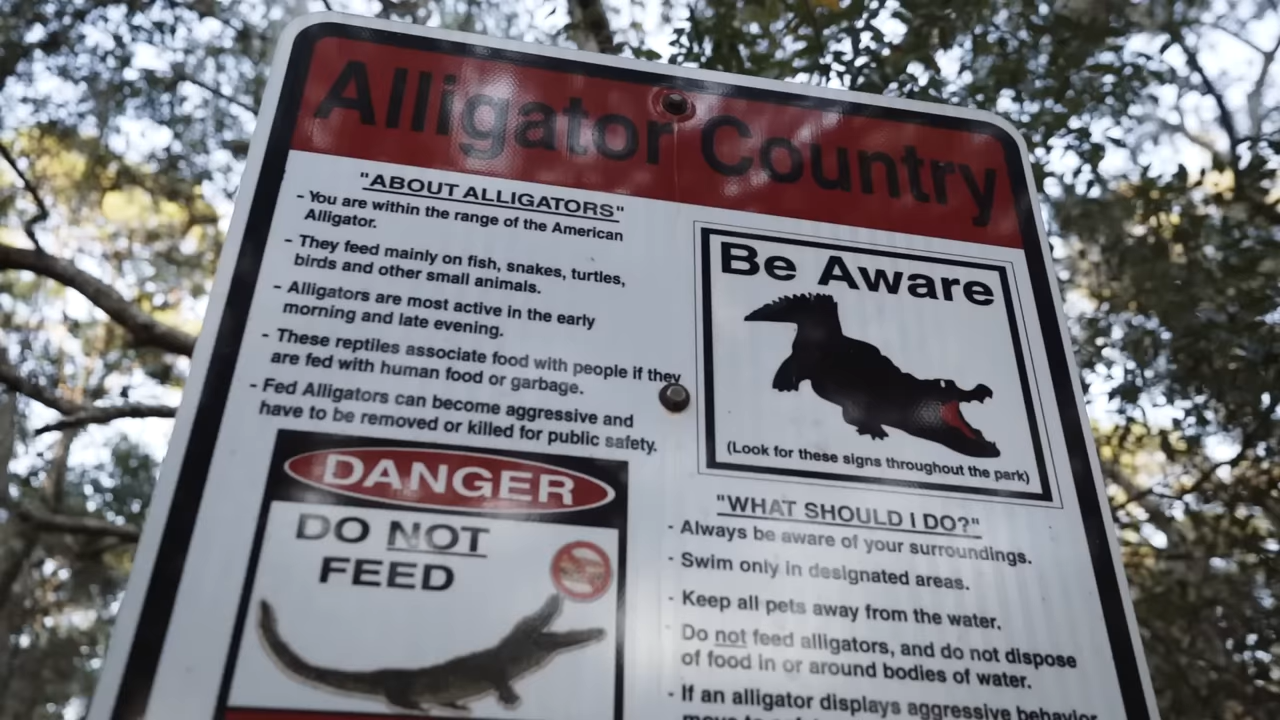 Alligator Country
"ABOUT ALLIGATORS"
- You are within the range of the American
Alligator.
- They feed mainly on fish, snakes, turtles,
birds and other small animals.
- Alligators are most active in the early
morning and late evening.
- These reptiles associate food with people if they
are fed with human food or garbage.
- Fed Alligators can become aggressive and
have to be removed or killed for public safety.
DANGER
DO NOT
FEED
Be Aware
(Look for these signs throughout the park)
"WHAT SHOULD I DO?"
- Always be aware of your surroundings.
- Swim only in designated areas.
- Keep all pets away from the water.
- Do not feed alligators, and do not dispose
of food in or around bodies of water.
- If an alligator displays aggressive behavior
move to